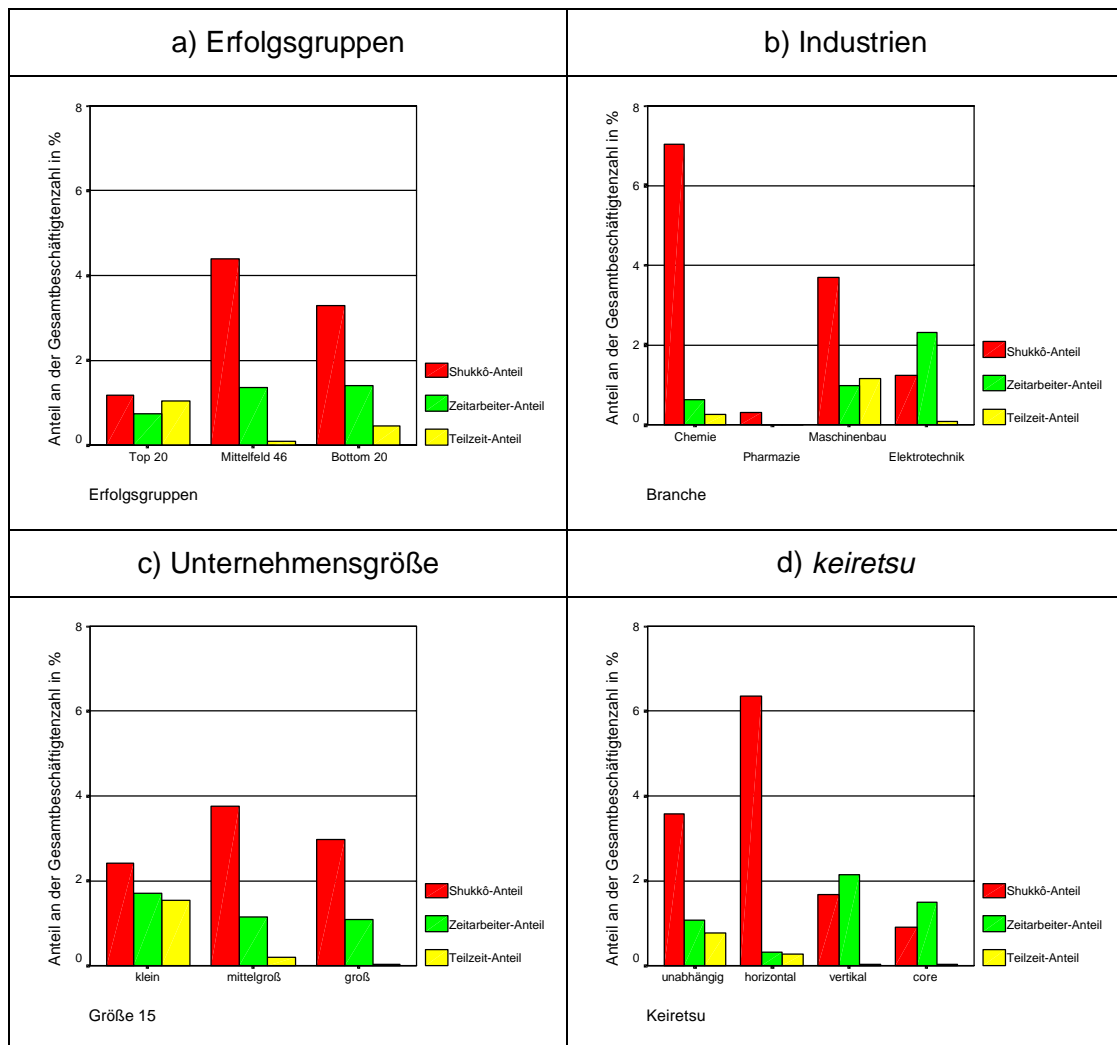 a) Erfolgsgruppen
b) Industrien
Anteil an der Gesamtbeschäftigtenzahl in %
8
6
4
2
0
Top 20 Mittelfeld 46 Bottom 20
Erfolgsgruppen
Shukkô-Anteil
Zeitarbeiter-Anteil
Teilzeit-Anteil
Anteil an der Gesamtbeschäftigtenzahl in %
8
6
4
2
0
Chemie Maschinenbau
Pharmazie Elektrotechnik
Branche
Shukkô-Anteil
Zeitarbeiter-Anteil
Teilzeit-Anteil
c) Unternehmensgröße
d) keiretsu
Anteil an der Gesamtbeschäftigtenzahl in %
8
6
4
2
0
klein mittelgroß groß
Größe 15
Shukkô-Anteil
Zeitarbeiter-Anteil
Teilzeit-Anteil
Anteil an der Gesamtbeschäftigtenzahl in %
8
6
4
2
0
unabhängig horizontal vertikal core
Keiretsu
Shukkô-Anteil
Zeitarbeiter-Anteil
Teilzeit-Anteil